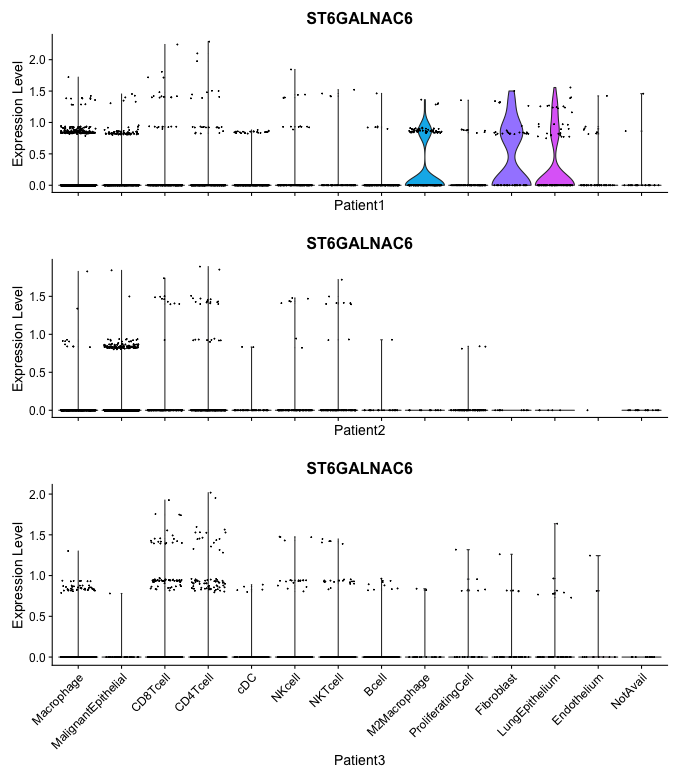 ST6GALNAC6
Expression Level
2.0
1.5
1.0
0.5
0.0
Patient1
ST6GALNAC6
Expression Level
1.5
1.0
0.5
0.0
Patient2
ST6GALNAC6
Expression Level
2.0
1.5
1.0
0.5
0.0
Macrophage
MalignantEpithelial
CD8Tcell
CD4Tcell
cDC
NKcell
NKTcell
Bcell
M2Macrophage
ProliferatingCell
Fibroblast
LungEpithelium
Endothelium
NotAvail
Patient3